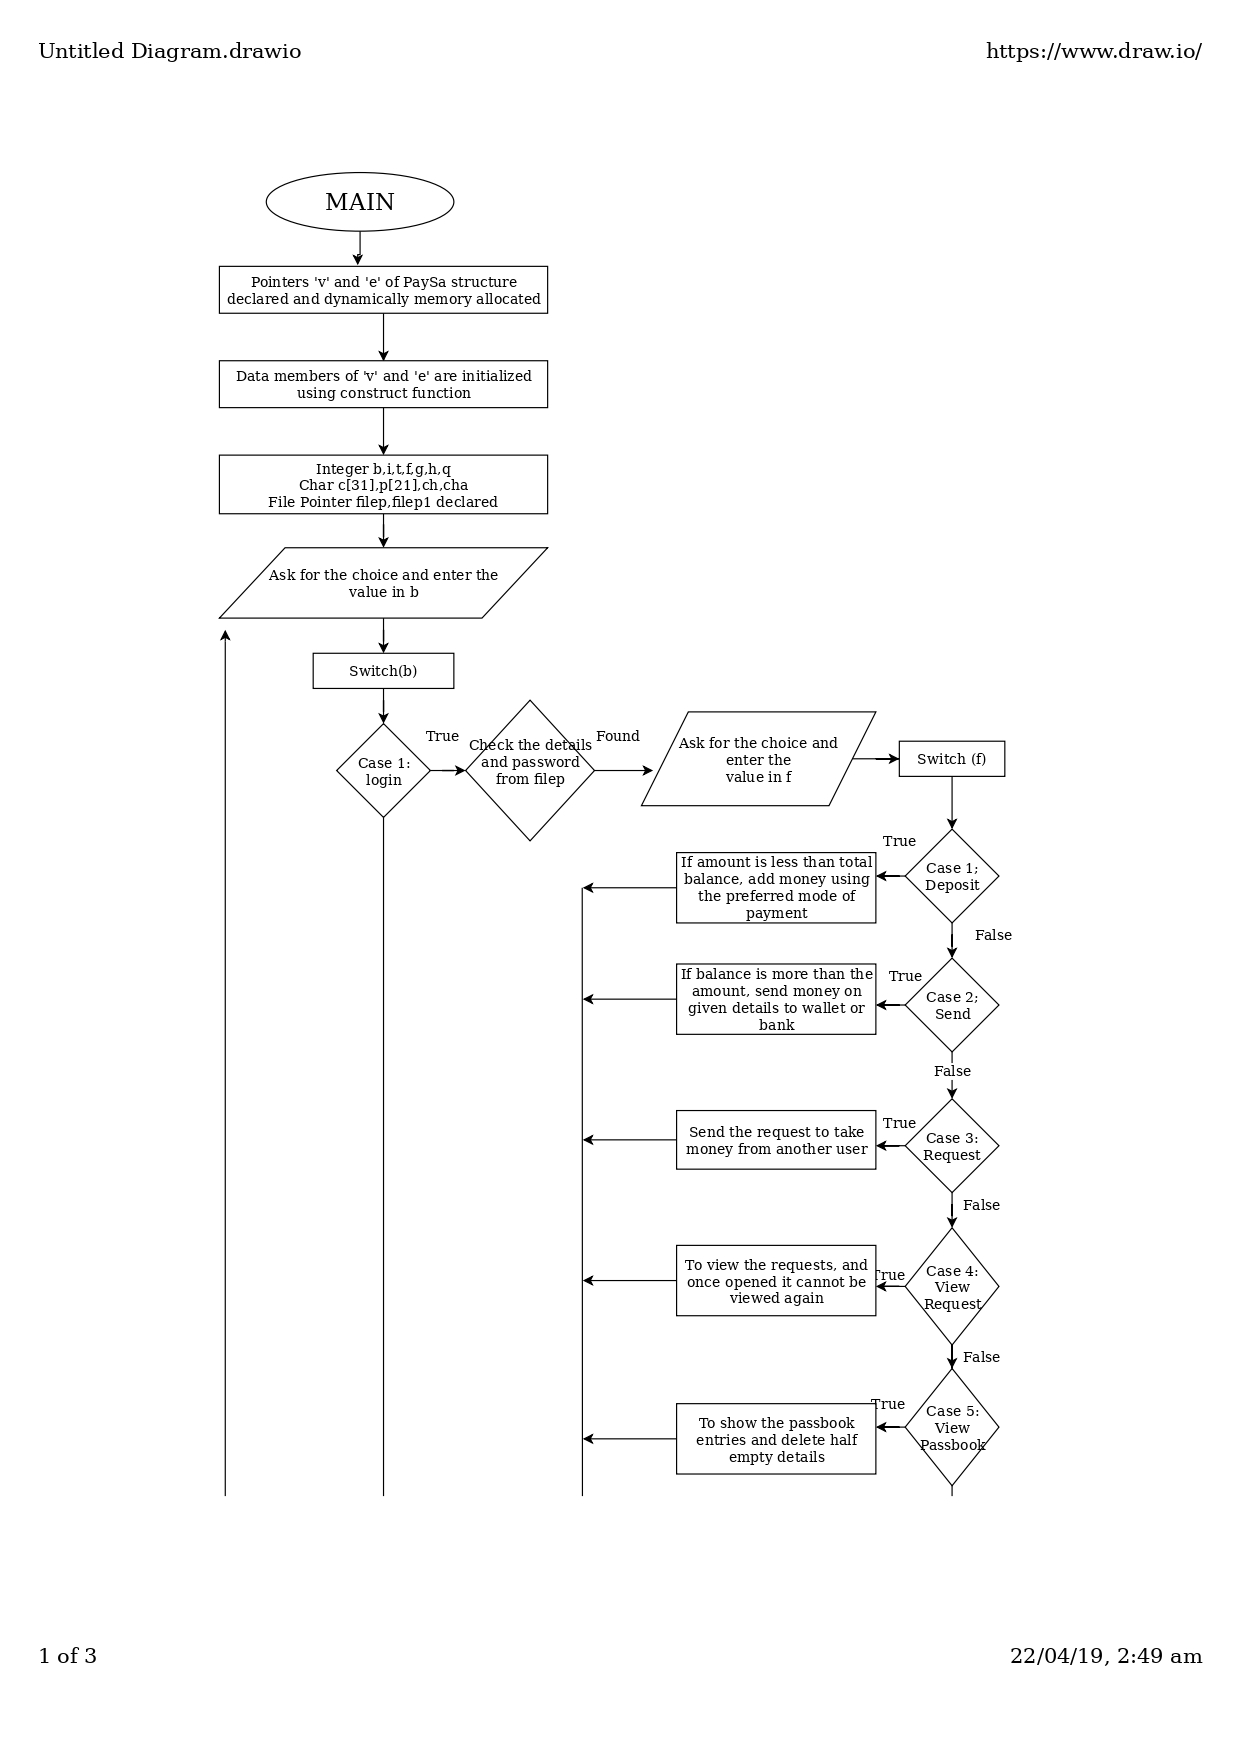 Untitled Diagram.drawio
https://www.draw.io/
MAIN
Pointers 'v' and 'e' of PaySa structure
declared and dynamically memory allocated
Data members of 'v' and 'e' are initialized
using construct function
Integer b,i,t,f,g,h,q
Char c[31],p[21],ch,cha
File Pointer filep,filep1 declared
Ask for the choice and enter the
value in b
Switch(b)
Case 1:
login
True
Check the details
and password
from filep
Found
Ask for the choice and
enter the
value in f
Switch (f)
Case 1;
Deposit
True
If amount is less than total
balance, add money using
the preferred mode of
payment
False
Case 2;
Send
True
If balance is more than the
amount, send money on
given details to wallet or
bank
False
Case 3:
Request
True
Send the request to take
money from another user
False
Case 4:
View
Request
True
To view the requests, and
once opened it cannot be
viewed again
False
Case 5:
View
Passbook
True
To show the passbook
entries and delete half
empty details
1 of 3
22/04/19, 2:49 am